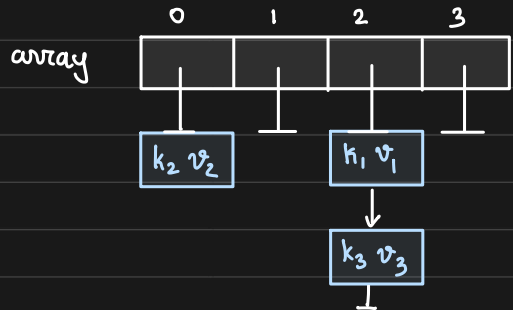 0 1 2 3
array
k₂ v₂ k₁ v₁
k₃ v₃